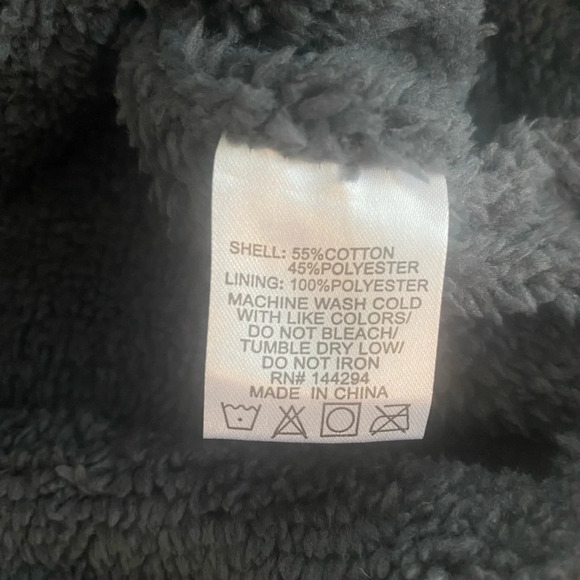 SHELL: 55%COTTON
45%POLYESTER
LINING: 100%POLYESTER
MACHINE WASH COLD
WITH LIKE COLORS/
DO NOT BLEACH/
TUMBLE DRY LOW/
DO NOT IRON
RN# 144294
MADE IN CHINA